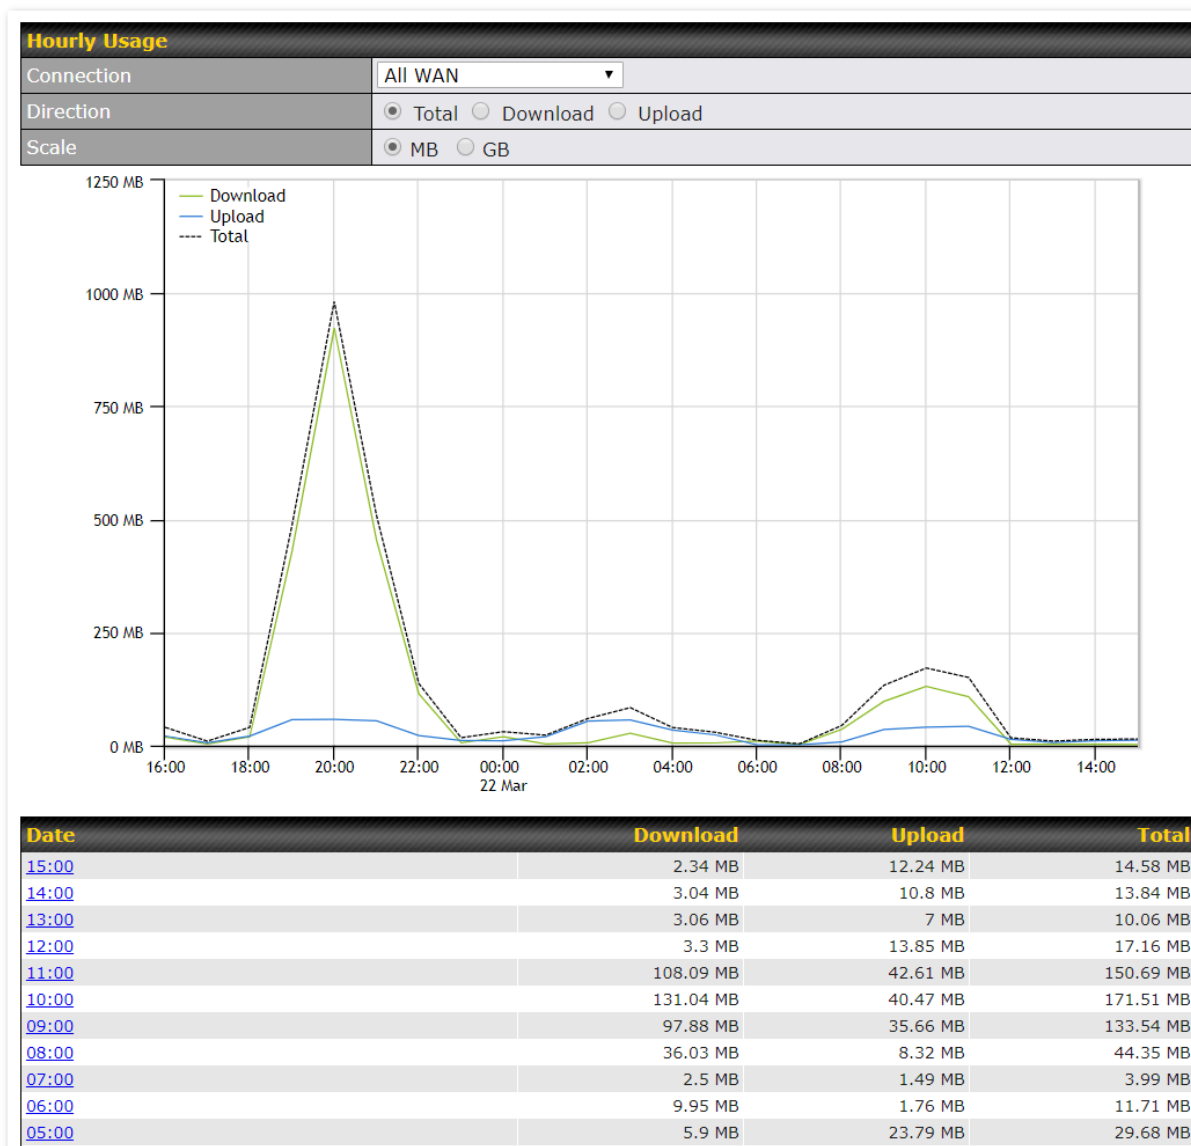 Hourly Usage
Connection All WAN
Direction Total Download Upload
Scale MB GB
1250 MB
Download
Upload
Total
1000 MB
750 MB
500 MB
250 MB
0 MB
16:00 18:00 20:00 22:00 00:00 02:00 04:00 06:00 08:00 10:00 12:00 14:00
22 Mar
Date Download Upload Total
15:00 2.34 MB 12.24 MB 14.58 MB
14:00 3.04 MB 10.8 MB 13.84 MB
13:00 3.06 MB 7 MB 10.06 MB
12:00 3.3 MB 13.85 MB 17.16 MB
11:00 108.09 MB 42.61 MB 150.69 MB
10:00 131.04 MB 40.47 MB 171.51 MB
09:00 97.88 MB 35.66 MB 133.54 MB
08:00 36.03 MB 8.32 MB 44.35 MB
07:00 2.5 MB 1.49 MB 3.99 MB
06:00 9.95 MB 1.76 MB 11.71 MB
05:00 5.9 MB 23.79 MB 29.68 MB